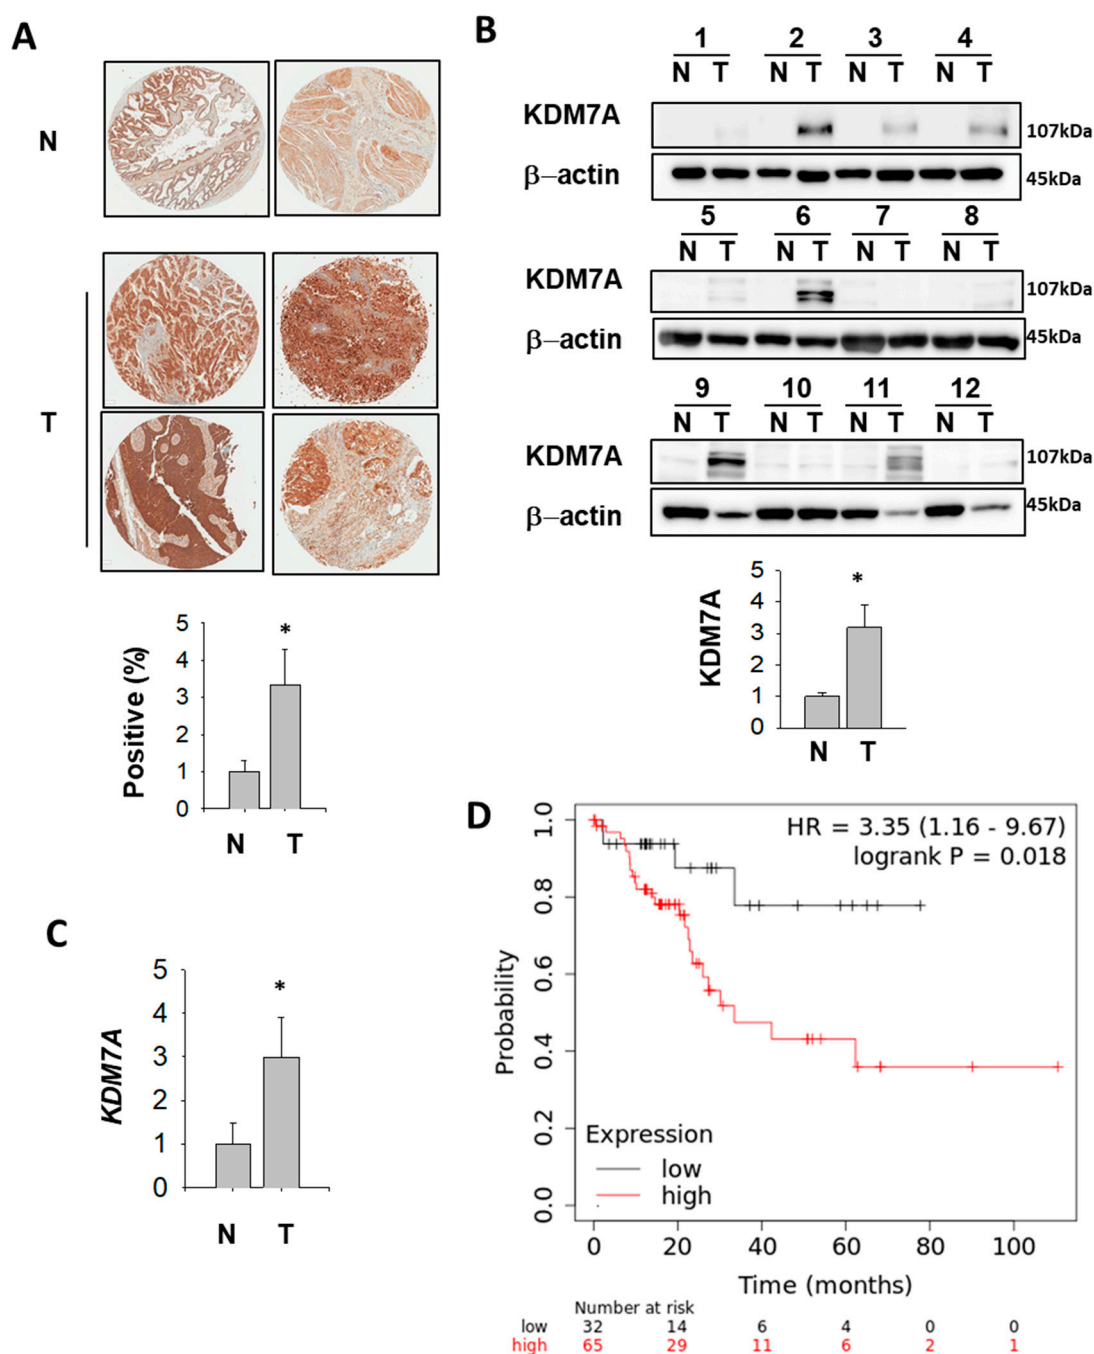 A
N
T
Positive (%)
5
4
3
2
1
0
N T
B
1 2 3 4
N T N T N T N T
KDM7A 107kDa
β–actin 45kDa
5 6 7 8
N T N T N T N T
KDM7A 107kDa
β–actin 45kDa
9 10 11 12
N T N T N T N T
KDM7A 107kDa
β–actin 45kDa
KDM7A
5
4
3
2
1
0
*
N T
*
C
KDM7A
5
4
3
2
1
0
*
N T
D
HR = 3.35 (1.16 - 9.67)
logrank P = 0.018
Probability
1.0
0.8
0.6
0.4
0.2
0.0
Expression
low
high
0 20 40 60 80 100
Time (months)
Number at risk
low 32 14 6 4 0 0
high 65 29 11 6 2 1